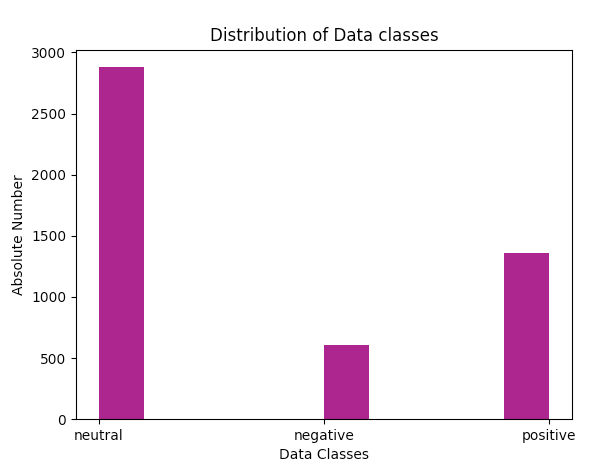 Distribution of Data classes
Absolute Number
3000
2500
2000
1500
1000
500
0
neutral negative positive
Data Classes